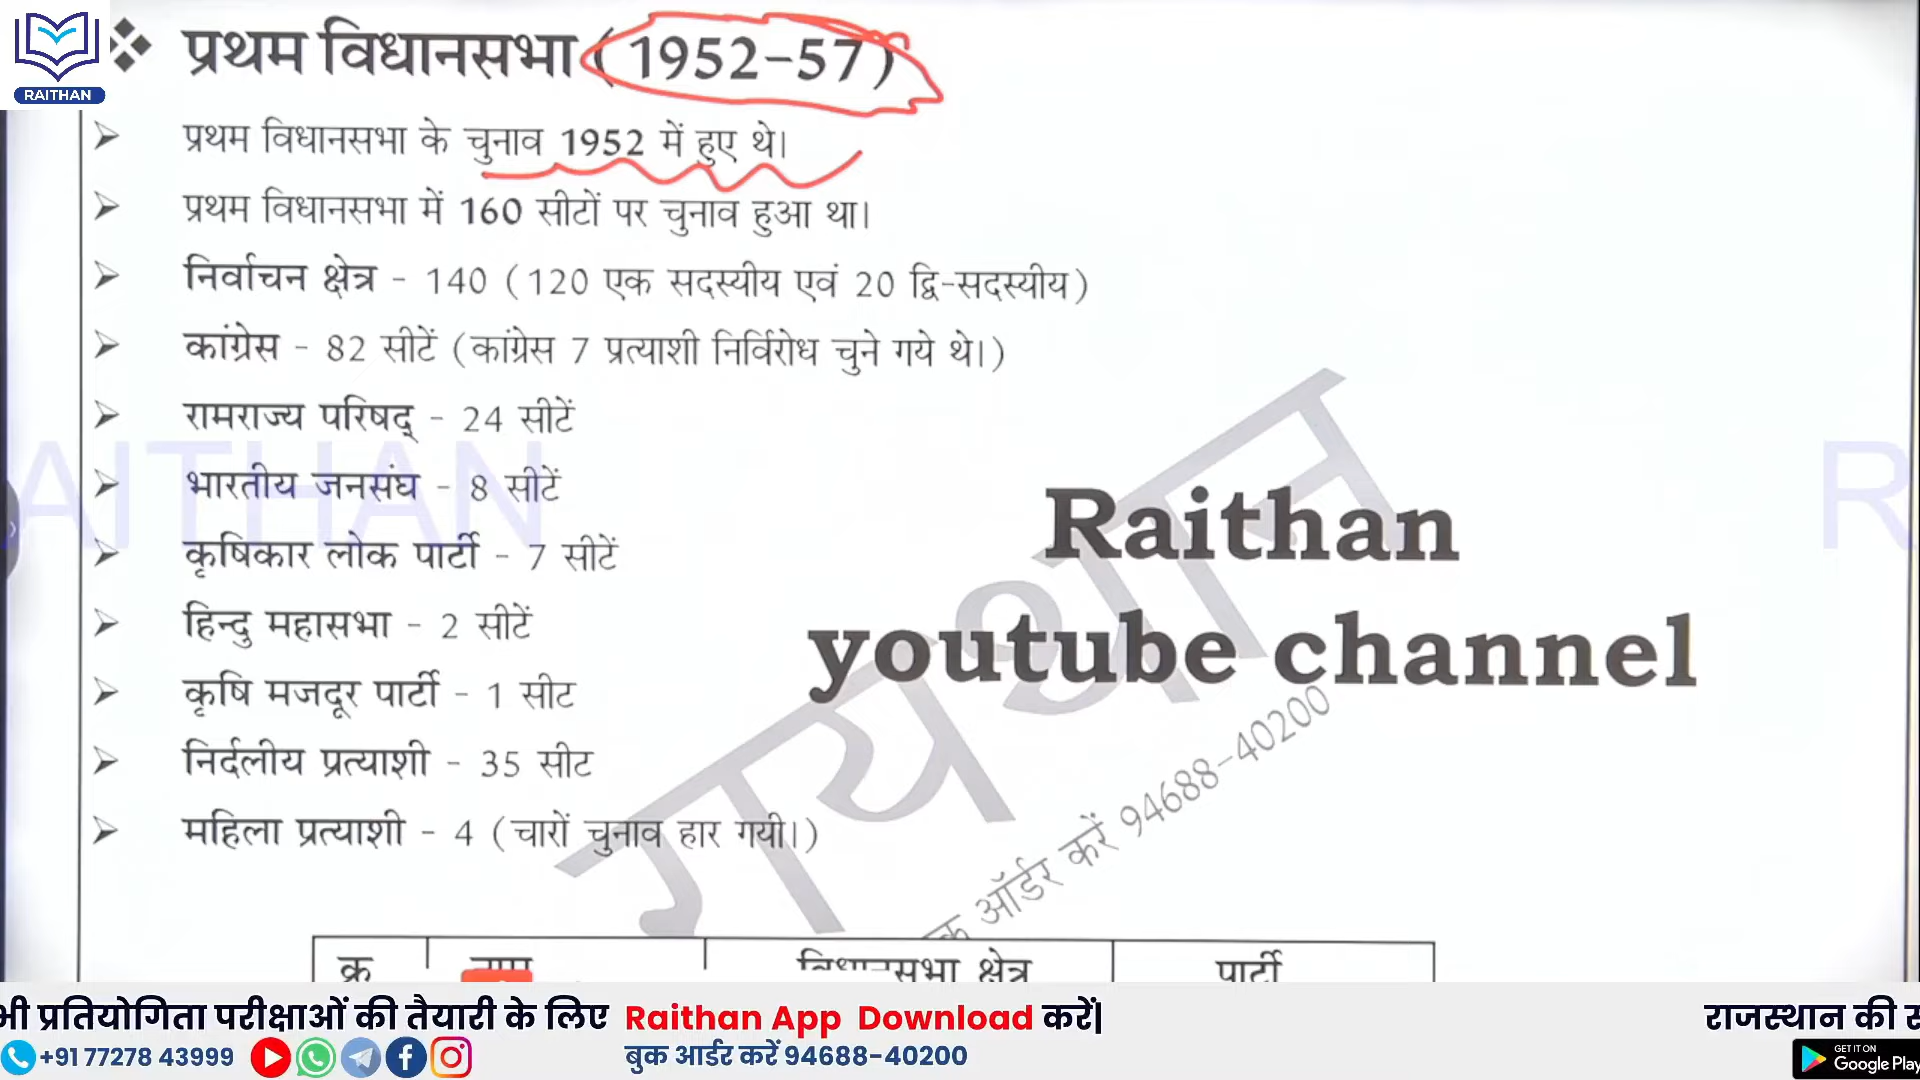 RAITHAN
प्रथम विधानसभा (1952-57)
प्रथम विधानसभा के चुनाव 1952 में हुए थे।
प्रथम विधानसभा में 160 सीटों पर चुनाव हुआ था।
निर्वाचन क्षेत्र - 140 (120 एक सदस्यीय एवं 20 द्वि-सदस्यीय)
कांग्रेस - 82 सीटें (कांग्रेस 7 प्रत्याशी निर्विरोध चुने गये थे।)
रामराज्य परिषद् - 24 सीटें
भारतीय जनसंघ - 8 सीटें
कृषिकार लोक पार्टी - 7 सीटें
हिन्दु महासभा - 2 सीटें
कृषि मजदूर पार्टी - 1 सीट
निर्दलीय प्रत्याशी - 35 सीट
महिला प्रत्याशी - 4 (चारों चुनाव हार गयी।)
Raithan
youtube channel
ऑर्डर करें 94688-40200
क्र विधानसभा क्षेत्र पार्टी
भी प्रतियोगिता परीक्षाओं की तैयारी के लिए Raithan App Download करें|
राजस्थान की
+91 77278 43999
बुक आर्डर करें 94688-40200
GET IT ON
Google Play